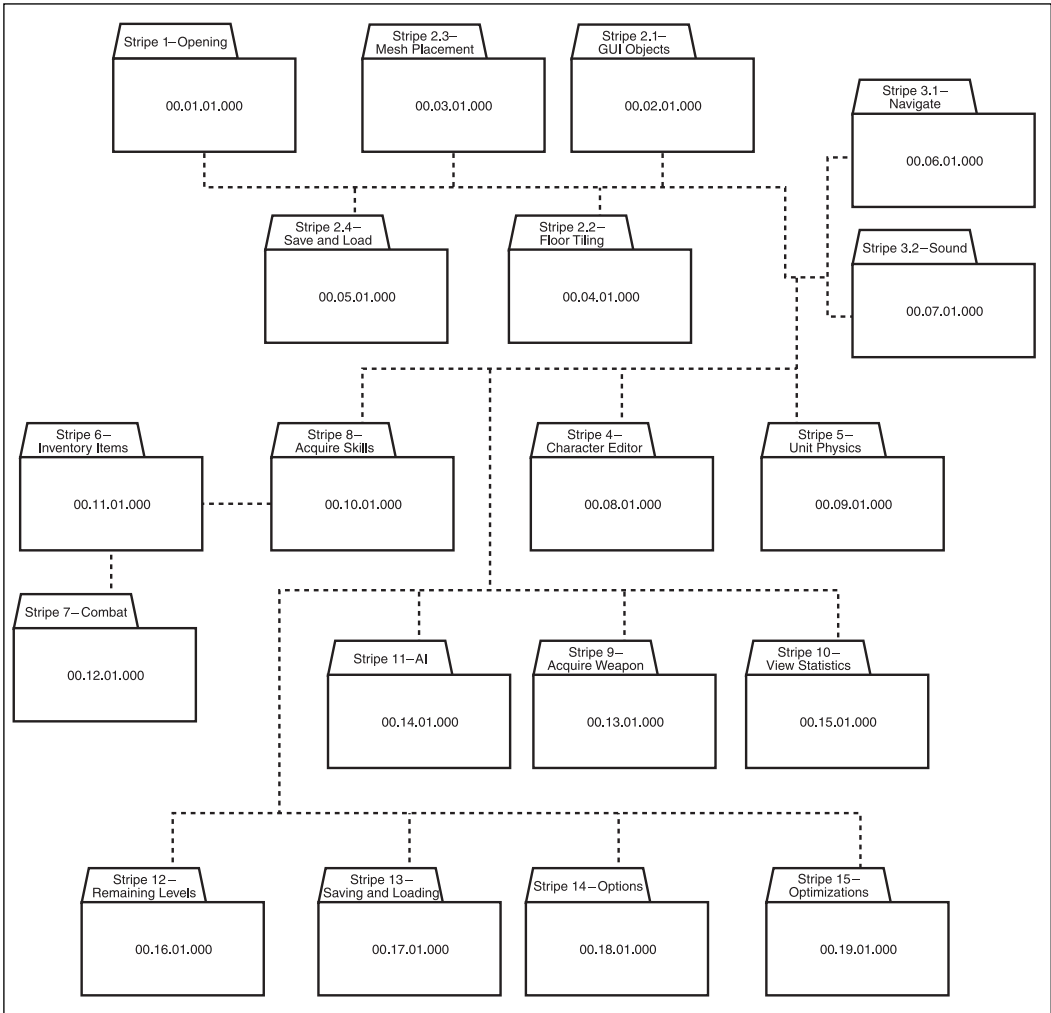 Stripe 1–Opening
00.01.01.000
Stripe 2.3–
Mesh Placement
00.03.01.000
Stripe 2.1–
GUI Objects
00.02.01.000
Stripe 3.1–
Navigate
00.06.01.000
Stripe 2.4–
Save and Load
00.05.01.000
Stripe 2.2–
Floor Tiling
00.04.01.000
Stripe 3.2–Sound
00.07.01.000
Stripe 6–
Inventory Items
00.11.01.000
Stripe 8–
Acquire Skills
00.10.01.000
Stripe 4–
Character Editor
00.08.01.000
Stripe 5–
Unit Physics
00.09.01.000
Stripe 7–Combat
00.12.01.000
Stripe 11–AI
00.14.01.000
Stripe 9–
Acquire Weapon
00.13.01.000
Stripe 10–
View Statistics
00.15.01.000
Stripe 12–
Remaining Levels
00.16.01.000
Stripe 13–
Saving and Loading
00.17.01.000
Stripe 14–Options
00.18.01.000
Stripe 15–
Optimizations
00.19.01.000